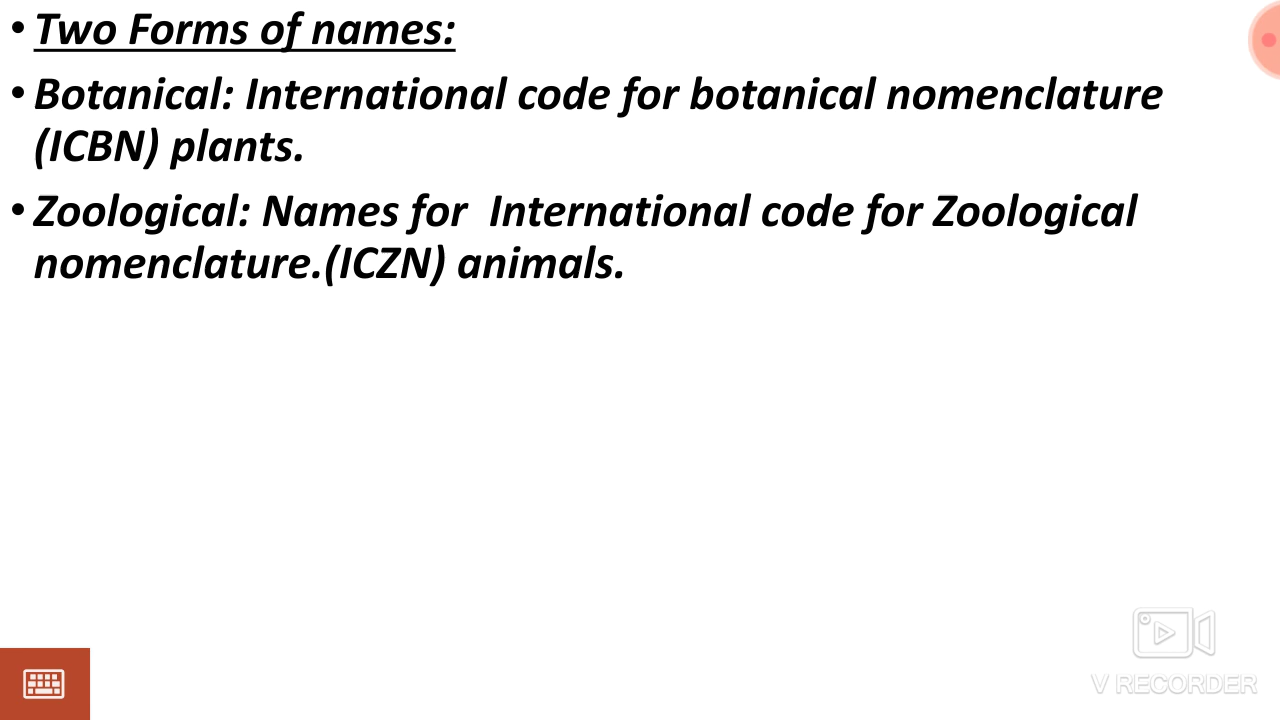 • Two Forms of names:
• Botanical: International code for botanical nomenclature
(ICBN) plants.
• Zoological: Names for  International code for Zoological
nomenclature.(ICZN) animals.
V RECORDER